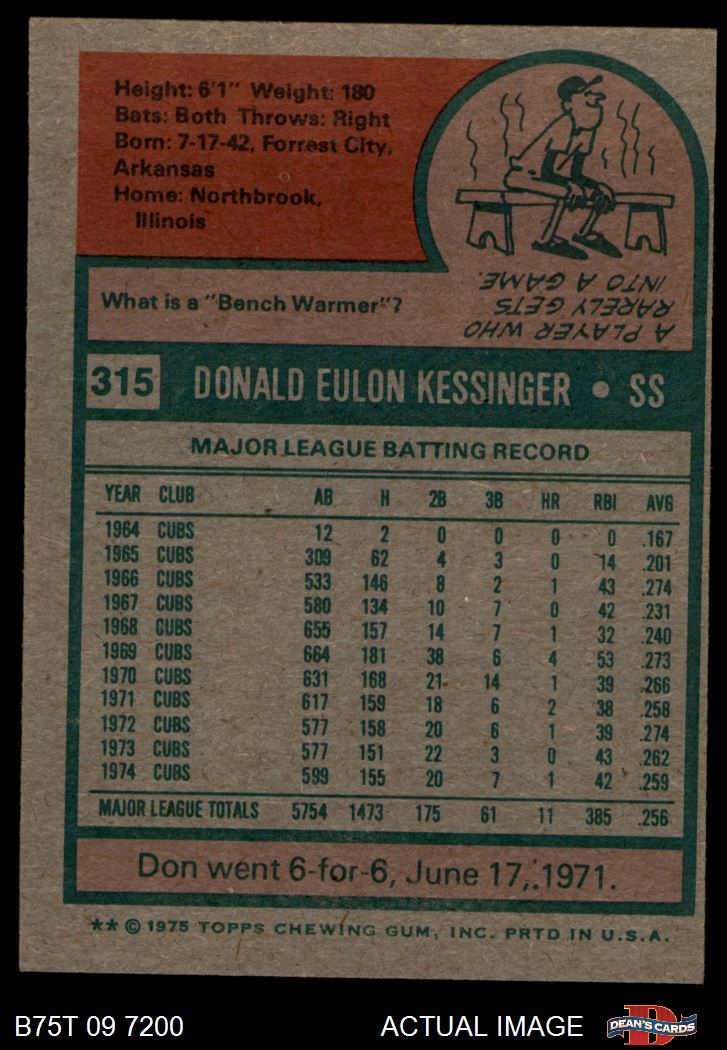 Height: 6'1" Weight: 180
Bats: Both Throws: Right
Born: 7-17-42, Forrest City,
Arkansas
Home: Northbrook,
Illinois
What is a "Bench Warmer"?
A PLAYER WHO
RARELY GETS
INTO A GAME.
315 DONALD EULON KESSINGER • SS
MAJOR LEAGUE BATTING RECORD
YEAR CLUB AB H 2B 3B HR RBI AVG
1964 CUBS 12 2 0 0 0 0 .167
1965 CUBS 309 62 4 3 0 14 .201
1966 CUBS 533 146 8 2 1 43 .274
1967 CUBS 580 134 10 7 0 42 .231
1968 CUBS 655 157 14 7 1 32 .240
1969 CUBS 664 181 38 6 4 53 .273
1970 CUBS 631 168 21 14 1 39 .266
1971 CUBS 617 159 18 6 2 38 .258
1972 CUBS 577 158 20 6 1 39 .274
1973 CUBS 577 151 22 3 0 43 .262
1974 CUBS 599 155 20 7 1 42 .259
MAJOR LEAGUE TOTALS 5754 1473 175 61 11 385 .256
Don went 6-for-6, June 17, 1971.
** © 1975 TOPPS CHEWING GUM, INC. PRTD IN U.S.A.
B75T 09 7200 ACTUAL IMAGE
DEAN'S CARDS